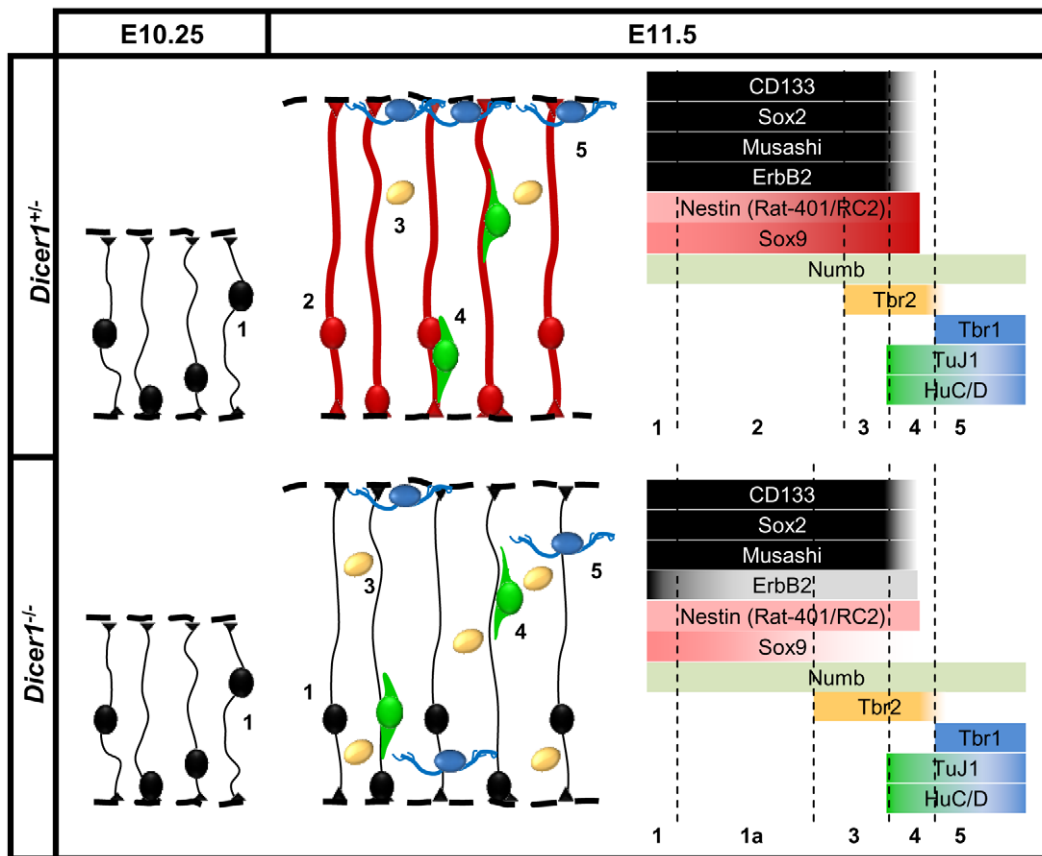 E10.25 E11.5
Dicer1+/-
1
2
3
4
5
CD133
Sox2
Musashi
ErbB2
Nestin (Rat-401/RC2)
Sox9
Numb
Tbr2
Tbr1
TuJ1
HuC/D
1 2 3 4 5
Dicer1-/-
1
1
3
4
5
CD133
Sox2
Musashi
ErbB2
Nestin (Rat-401/RC2)
Sox9
Numb
Tbr2
Tbr1
TuJ1
HuC/D
1 1a 3 4 5